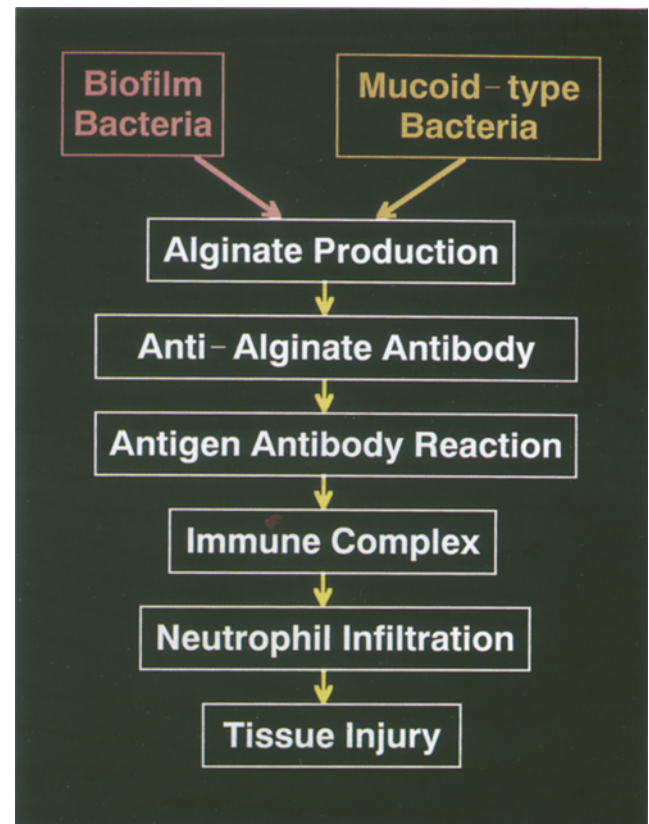 Biofilm
Bacteria
Mucoid-type
Bacteria
Alginate Production
Anti-Alginate Antibody
Antigen Antibody Reaction
Immune Complex
Neutrophil Infiltration
Tissue Injury